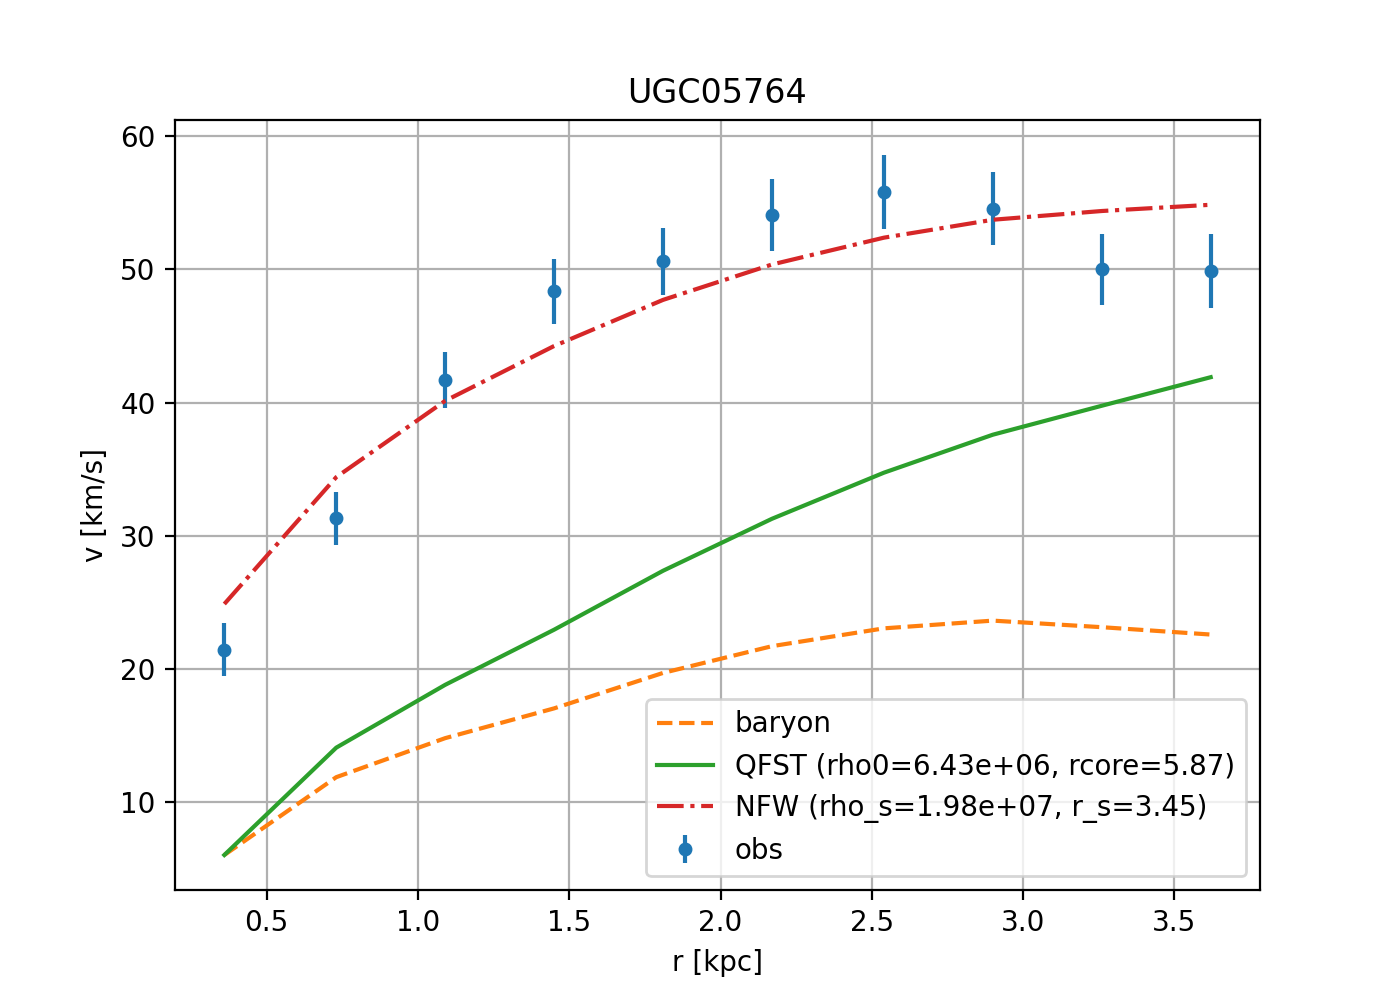 UGC05764
60
50
40
30
20
10
v [km/s]
baryon
QFST (rho0=6.43e+06, rcore=5.87)
NFW (rho_s=1.98e+07, r_s=3.45)
obs
0.5 1.0 1.5 2.0 2.5 3.0 3.5
r [kpc]